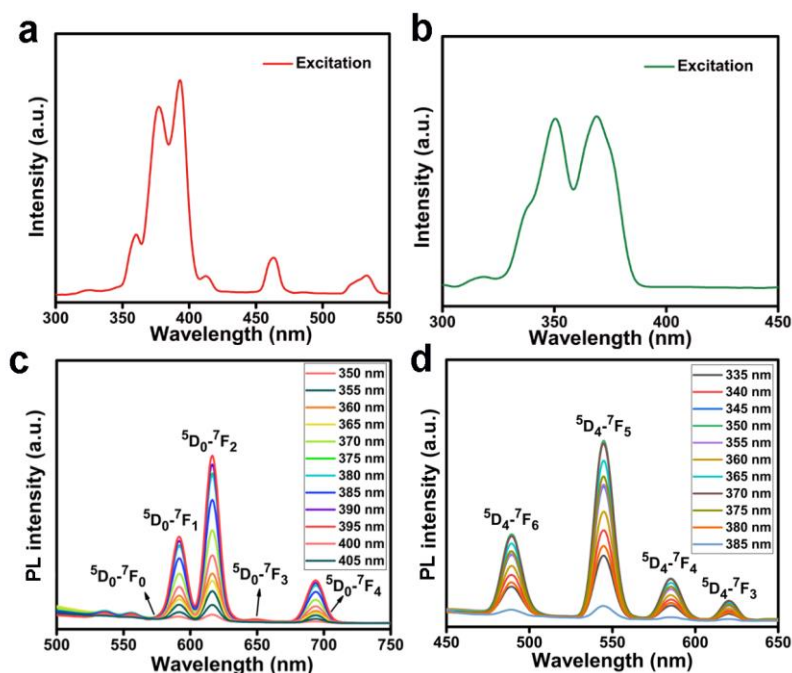 a
Excitation
Intensity (a.u.)
300 350 400 450 500 550
Wavelength (nm)
b
Excitation
Intensity (a.u.)
300 350 400 450
Wavelength (nm)
c
350 nm
355 nm
360 nm
365 nm
370 nm
375 nm
380 nm
385 nm
390 nm
395 nm
400 nm
405 nm
⁵D₀-⁷F₂
⁵D₀-⁷F₁
⁵D₀-⁷F₀
⁵D₀-⁷F₃
⁵D₀-⁷F₄
PL intensity (a.u.)
500 550 600 650 700 750
Wavelength (nm)
d
335 nm
340 nm
345 nm
350 nm
355 nm
360 nm
365 nm
370 nm
375 nm
380 nm
385 nm
⁵D₄-⁷F₅
⁵D₄-⁷F₆
⁵D₄-⁷F₄
⁵D₄-⁷F₃
PL intensity (a.u.)
450 500 550 600 650
Wavelength (nm)